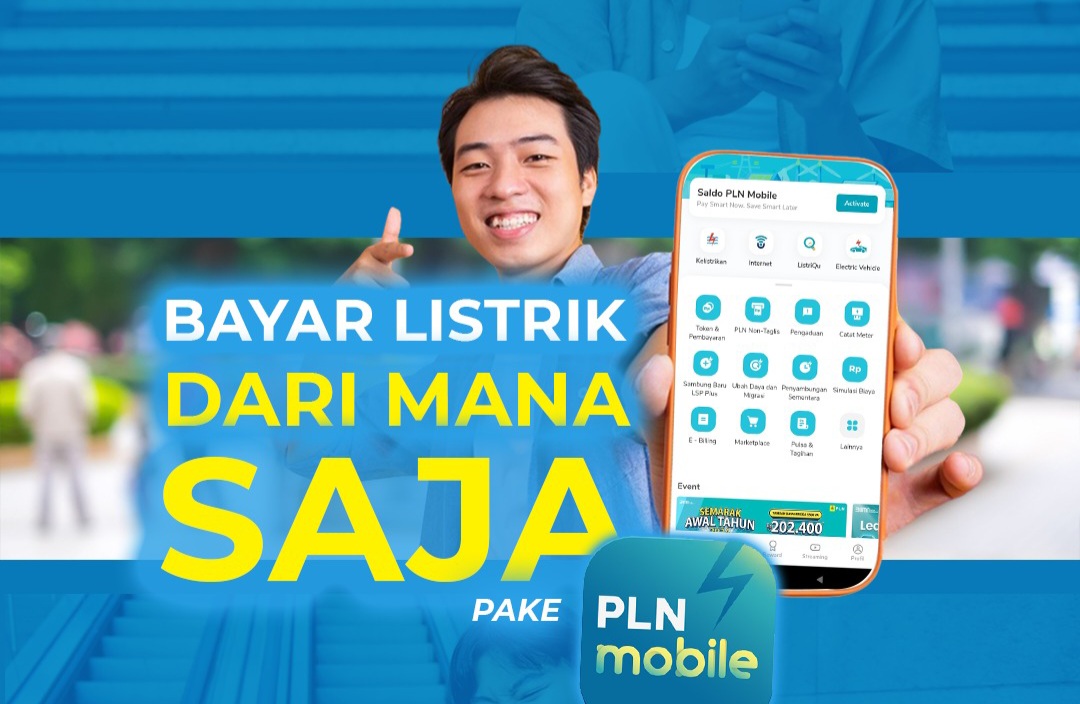 BAYAR LISTRIK
DARI MANA
SAJA
PAKE
PLN
mobile
Saldo PLN Mobile
Pay Smart Now, Save Smart Later
Activate
Kelistrikan
Internet
ListriQu
Electric Vehicle
Token &
Pembayaran
PLN Non-Taglis
Pengaduan
Catat Meter
Sambung Baru
LSP Plus
Ubah Daya dan
Migrasi
Penyambungan
Sementara
Rp
Simulasi Biaya
E - Billing
Marketplace
Pulsa &
Tagihan
Lainnya
Event
SEMARAK
AWAL TAHUN
202.400
PLN
Streaming
Profil